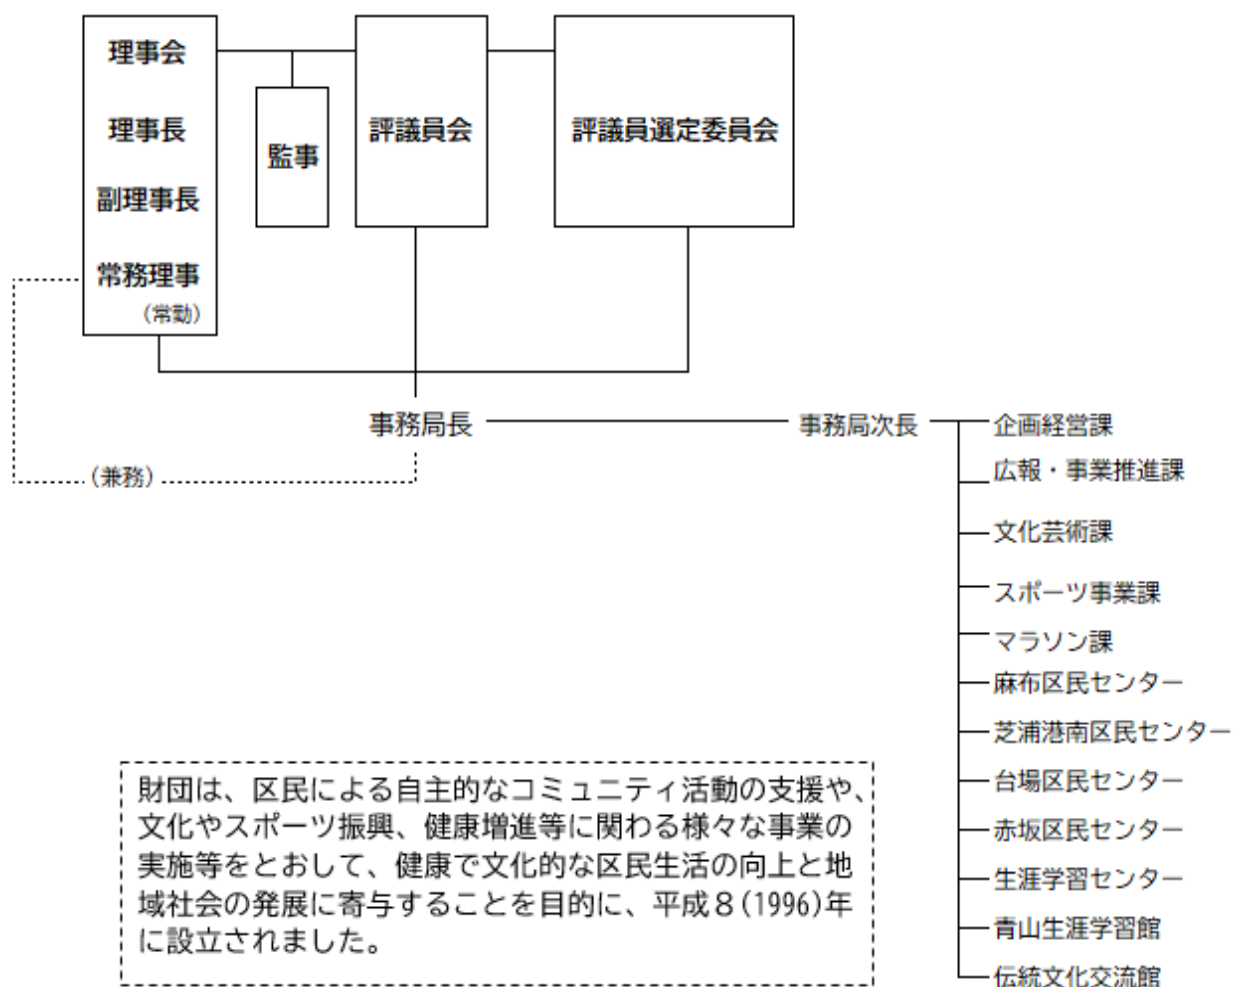 理事会
理事長
副理事長
常務理事
(常勤)
監事
評議員会
評議員選定委員会
事務局長
(兼務)
事務局次長
企画経営課
広報・事業推進課
文化芸術課
スポーツ事業課
マラソン課
麻布区民センター
芝浦港南区民センター
台場区民センター
赤坂区民センター
生涯学習センター
青山生涯学習館
伝統文化交流館
財団は、区民による自主的なコミュニティ活動の支援や、
文化やスポーツ振興、健康増進等に関わる様々な事業の
実施等をとおして、健康で文化的な区民生活の向上と地
域社会の発展に寄与することを目的に、平成8(1996)年
に設立されました。